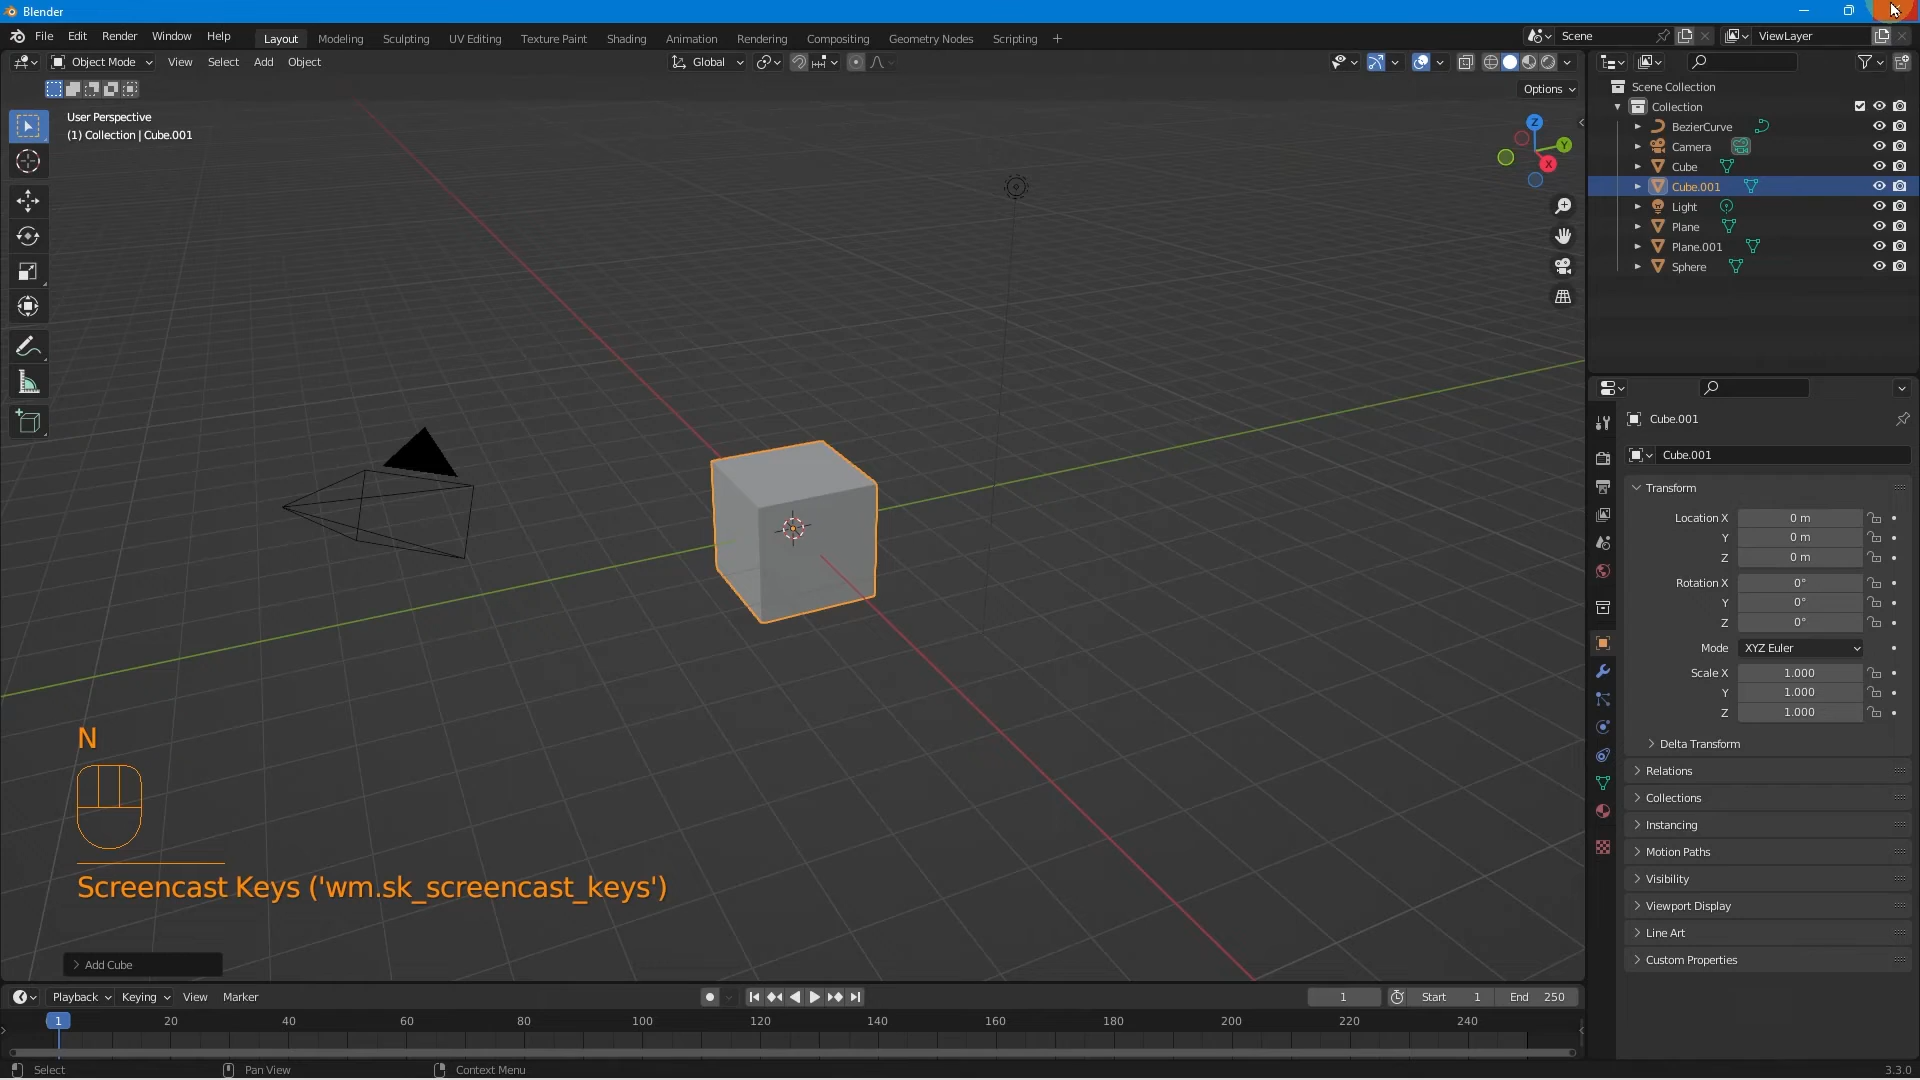 Blender
File Edit Render Window Help
Layout Modeling Sculpting UV Editing Texture Paint Shading Animation Rendering Compositing Geometry Nodes Scripting +
Scene
ViewLayer
Object Mode View Select Add Object
Global
Options
User Perspective
(1) Collection | Cube.001
Z
Y
X
Scene Collection
Collection
BezierCurve
Camera
Cube
Cube.001
Light
Plane
Plane.001
Sphere
Cube.001
Cube.001
Transform
Location X 0 m
Y 0 m
Z 0 m
Rotation X 0°
Y 0°
Z 0°
Mode XYZ Euler
Scale X 1.000
Y 1.000
Z 1.000
Delta Transform
Relations
Collections
Instancing
Motion Paths
Visibility
Viewport Display
Line Art
Custom Properties
N
Screencast Keys ('wm.sk_screencast_keys')
Add Cube
Playback Keying View Marker
1 Start 1 End 250
1 20 40 60 80 100 120 140 160 180 200 220 240
Select Pan View Context Menu 3.3.0